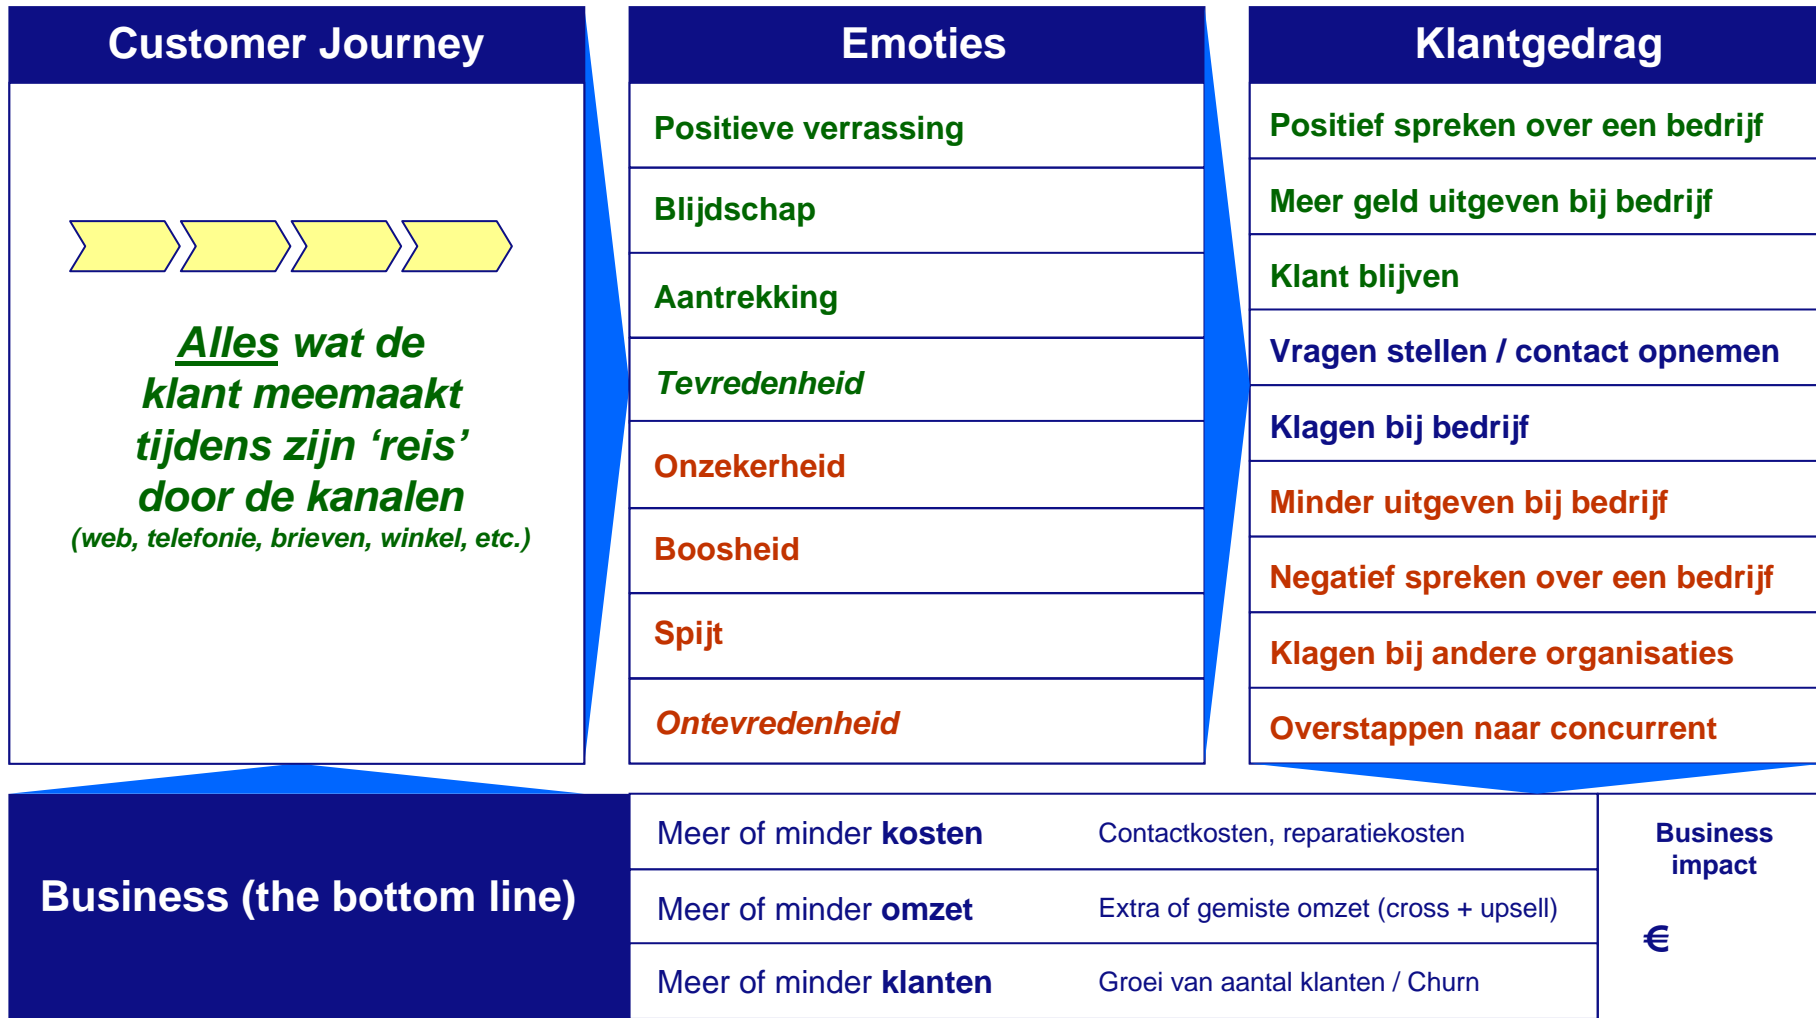 Customer Journey
Alles wat de
klant meemaakt
tijdens zijn ‘reis’
door de kanalen
(web, telefonie, brieven, winkel, etc.)
Emoties
Positieve verrassing
Blijdschap
Aantrekking
Tevredenheid
Onzekerheid
Boosheid
Spijt
Ontevredenheid
Klantgedrag
Positief spreken over een bedrijf
Meer geld uitgeven bij bedrijf
Klant blijven
Vragen stellen / contact opnemen
Klagen bij bedrijf
Minder uitgeven bij bedrijf
Negatief spreken over een bedrijf
Klagen bij andere organisaties
Overstappen naar concurrent
Business (the bottom line)
Meer of minder kosten
Contactkosten, reparatiekosten
Meer of minder omzet
Extra of gemiste omzet (cross + upsell)
Meer of minder klanten
Groei van aantal klanten / Churn
Business
impact
€